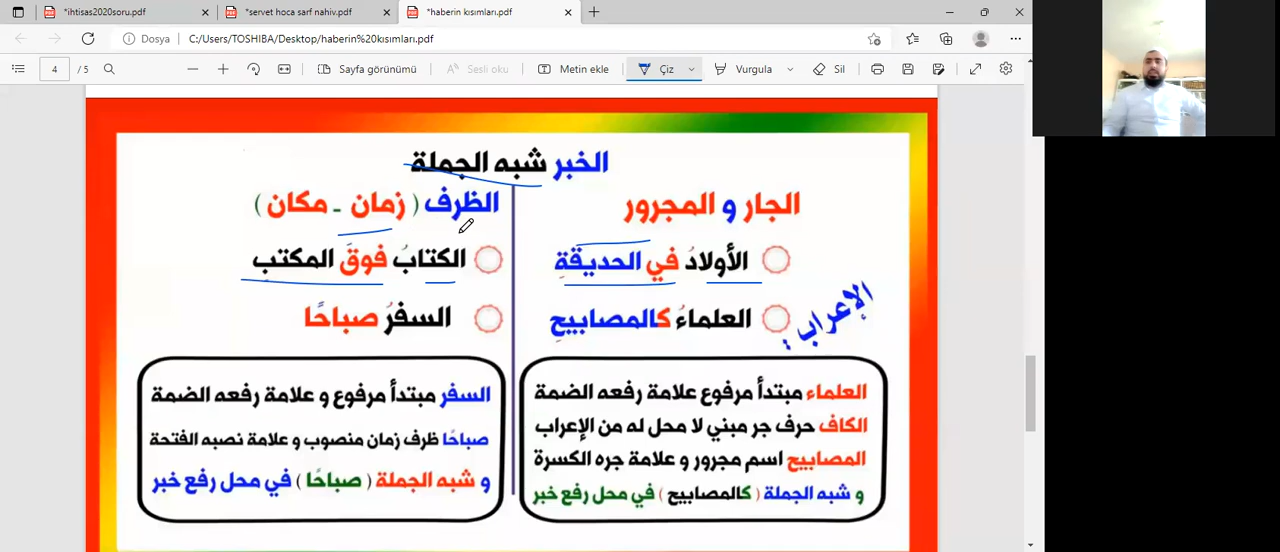 *ihtisas2020soru.pdf
*servet hoca sarf nahiv.pdf
*haberin kısımları.pdf
Dosya
C:/Users/TOSHIBA/Desktop/haberin%20kısımları.pdf
4 / 5
Sayfa görünümü
Sesli oku
Metin ekle
Çiz
Vurgula
Sil
الخبر شبه الجملة
الجار و المجرور
الأولادُ في الحديقةِ
العلماءُ كالمصابيحِ
الإعراب :
العلماء مبتدأ مرفوع علامة رفعه الضمة
الكاف حرف جر مبني لا محل له من الإعراب
المصابيح اسم مجرور و علامة جره الكسرة
و شبه الجملة ( كالمصابيح ) في محل رفع خبر
الظرف ( زمان - مكان )
الكتابُ فوقَ المكتبِ
السفرُ صباحًا
السفر مبتدأ مرفوع و علامة رفعه الضمة
صباحًا ظرف زمان منصوب و علامة نصبه الفتحة
و شبه الجملة ( صباحًا ) في محل رفع خبر